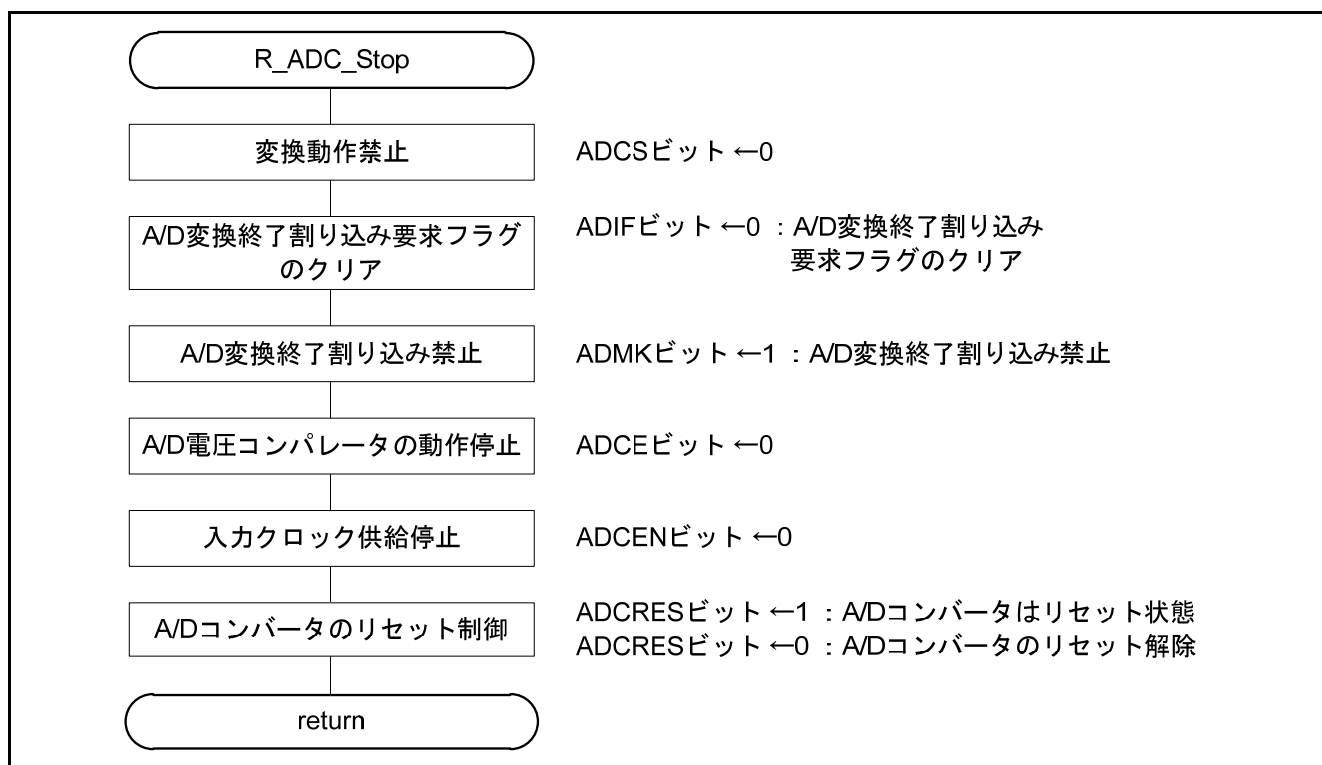 R_ADC_Stop
変換動作禁止
ADCSビット ←0
A/D変換終了割り込み要求フラグ
のクリア
ADIFビット ←0 : A/D変換終了割り込み
要求フラグのクリア
A/D変換終了割り込み禁止
ADMKビット ←1 : A/D変換終了割り込み禁止
A/D電圧コンパレータの動作停止
ADCEビット ←0
入力クロック供給停止
ADCENビット ←0
A/Dコンバータのリセット制御
ADCRESビット ←1 : A/Dコンバータはリセット状態
ADCRESビット ←0 : A/Dコンバータのリセット解除
return